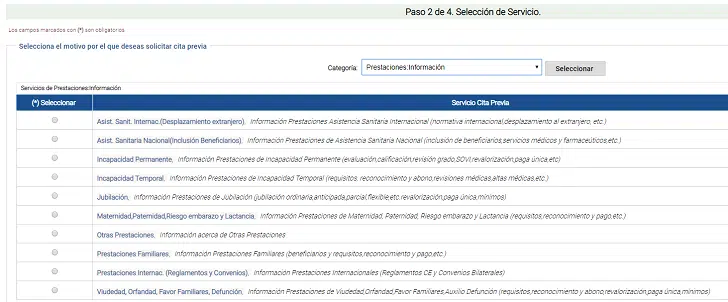 Paso 2 de 4. Selección de Servicio.
Los campos marcados con (*) son obligatorios
Selecciona el motivo por el que deseas solicitar cita previa
Categoría: Prestaciones:Información Seleccionar
Servicios de Prestaciones:Información
(*) Seleccionar Servicio Cita Previa
Asist. Sanit. Internac.(Desplazamiento extranjero), Información Prestaciones Asistencia Sanitaria Internacional (normativa internacional,desplazamiento al extranjero, etc.)
Asist. Sanitaria Nacional(Inclusión Beneficiarios), Información Prestaciones de Asistencia Sanitaria Nacional (inclusión de beneficiarios,servicios médicos y farmaceúticos,etc.)
Incapacidad Permanente, Información Prestaciones de Incapacidad Permanente (evaluación,calificación,revisión grado,SOVI,revalorización,paga única,etc)
Incapacidad Temporal, Información Prestaciones de Incapacidad Temporal (requisitos, reconocimiento y abono,revisiones médicas,altas médicas,etc.)
Jubilación, Información Prestaciones de Jubilación (jubilación ordinaria,anticipada,parcial,flexible,etc.revalorización,paga única,mínimos)
Maternidad,Paternidad,Riesgo embarazo y Lactancia, Información Prestaciones de Maternidad, Paternidad, Riesgo embarazo y Lactancia (requisitos,reconocimiento y pago,etc.)
Otras Prestaciones, Información acerca de Otras Prestaciones
Prestaciones Familiares, Información Prestaciones Familiares (beneficiarios y requisitos,reconocimiento y pago,etc.)
Prestaciones Internac. (Reglamentos y Convenios), Información Prestaciones Internacionales (Reglamentos CE y Convenios Bilaterales)
Viudedad, Orfandad, Favor Familiares, Defunción, Información Prestaciones de Viudedad,Orfandad,Favor Familiares,Auxilio Defunción (requisitos,reconocimiento y abono,revalorización,paga única,mínimos)